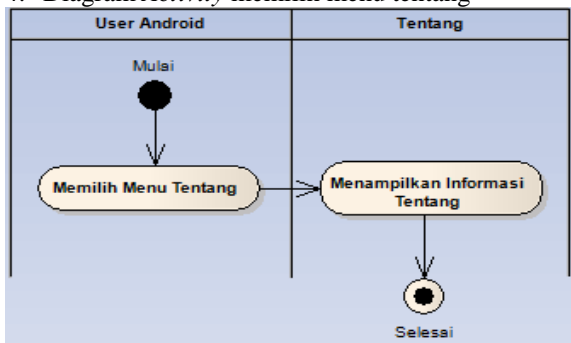 Diagram Activity memilih menu tentang
User Android
Tentang
Mulai
Memilih Menu Tentang
Menampilkan Informasi
Tentang
Selesai